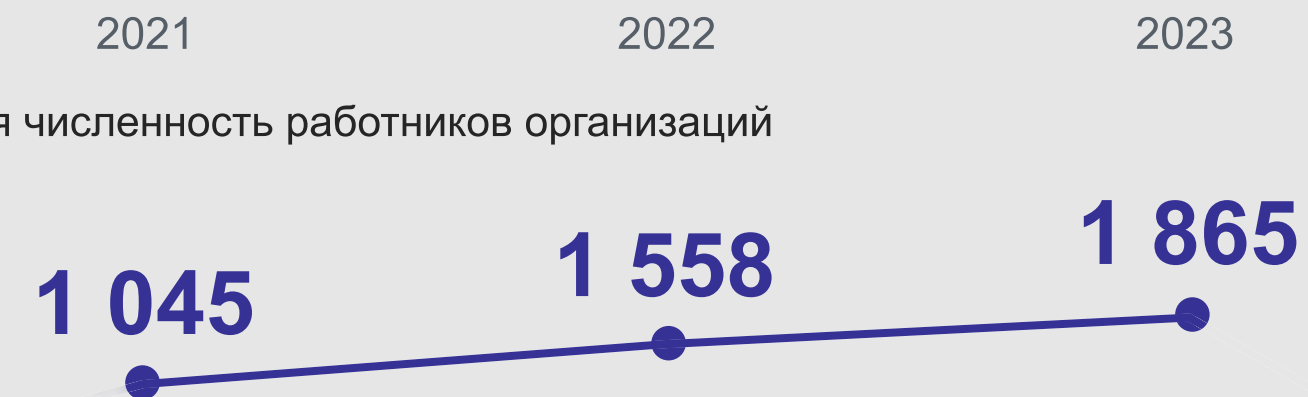 2021 2022 2023
я численность работников организаций
1 865
1 558
1 045